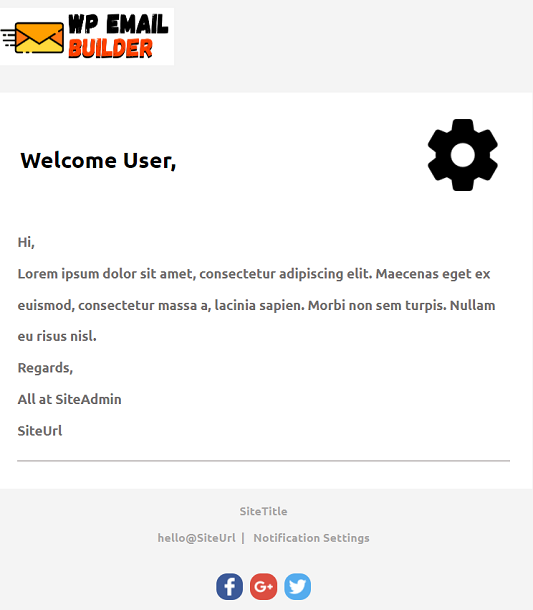 WP EMAIL
BUILDER
Welcome User,
Hi,
Lorem ipsum dolor sit amet, consectetur adipiscing elit. Maecenas eget ex
euismod, consectetur massa a, lacinia sapien. Morbi non sem turpis. Nullam
eu risus nisl.
Regards,
All at SiteAdmin
SiteUrl
SiteTitle
hello@SiteUrl | Notification Settings
f G+